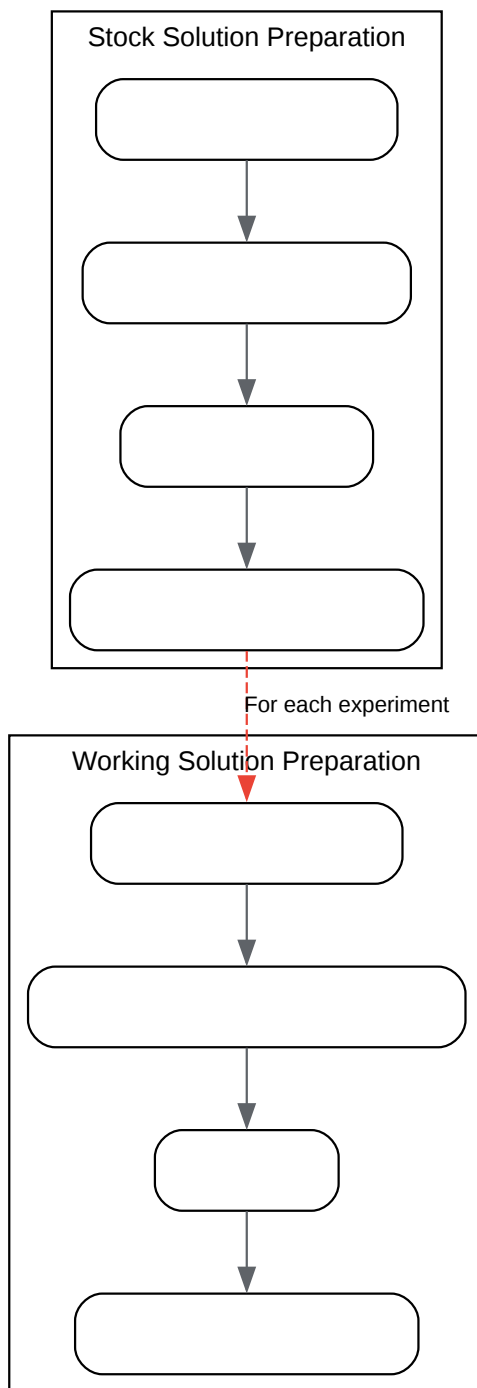 Stock Solution Preparation
For each experiment
Working Solution Preparation